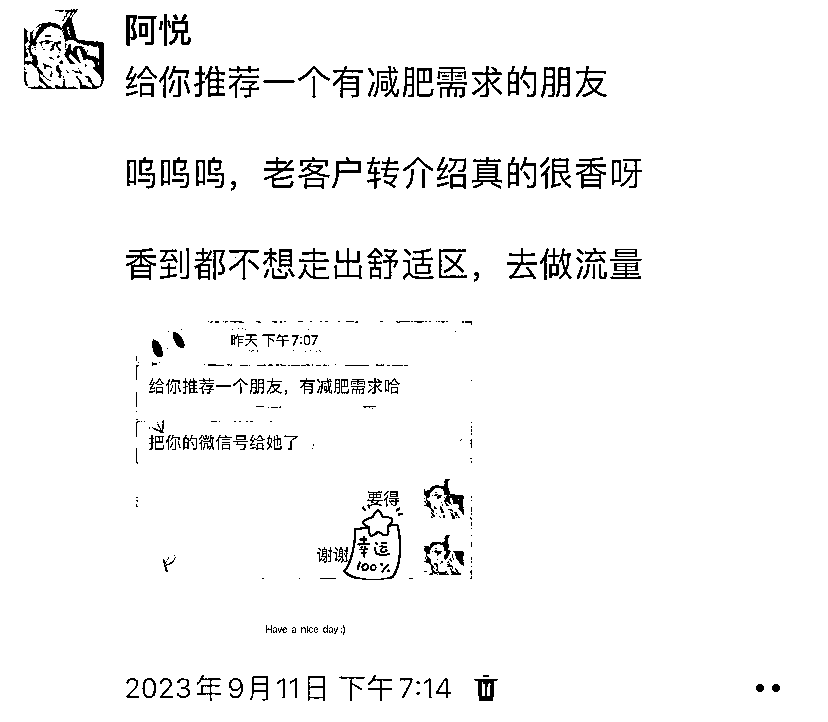 阿悦
给你推荐一个有减肥需求的朋友
呜呜呜，老客户转介绍真的很香呀
香到都不想走出舒适区，去做流量
昨天 下午7:07
给你推荐一个朋友，有减肥需求哈
把你的微信号给她了
要得
谢谢
幸运
100%
Have a nice day:)
2023年9月11日 下午7:14